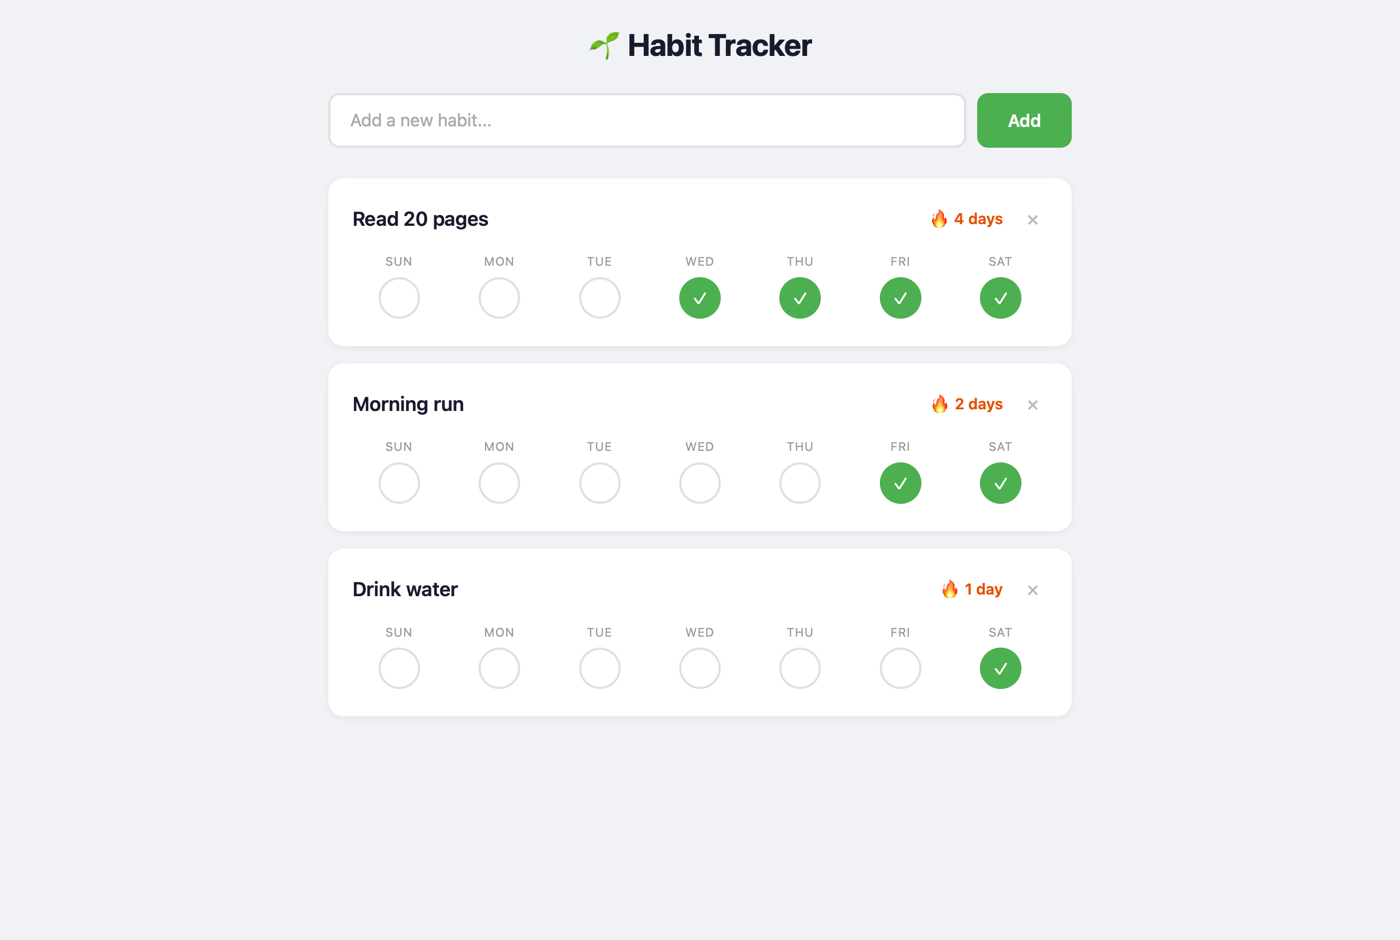 🌱 Habit Tracker
Add a new habit...
Add
Read 20 pages
🔥 4 days ×
SUN MON TUE WED THU FRI SAT
✓ ✓ ✓ ✓
Morning run
🔥 2 days ×
SUN MON TUE WED THU FRI SAT
✓ ✓
Drink water
🔥 1 day ×
SUN MON TUE WED THU FRI SAT
✓